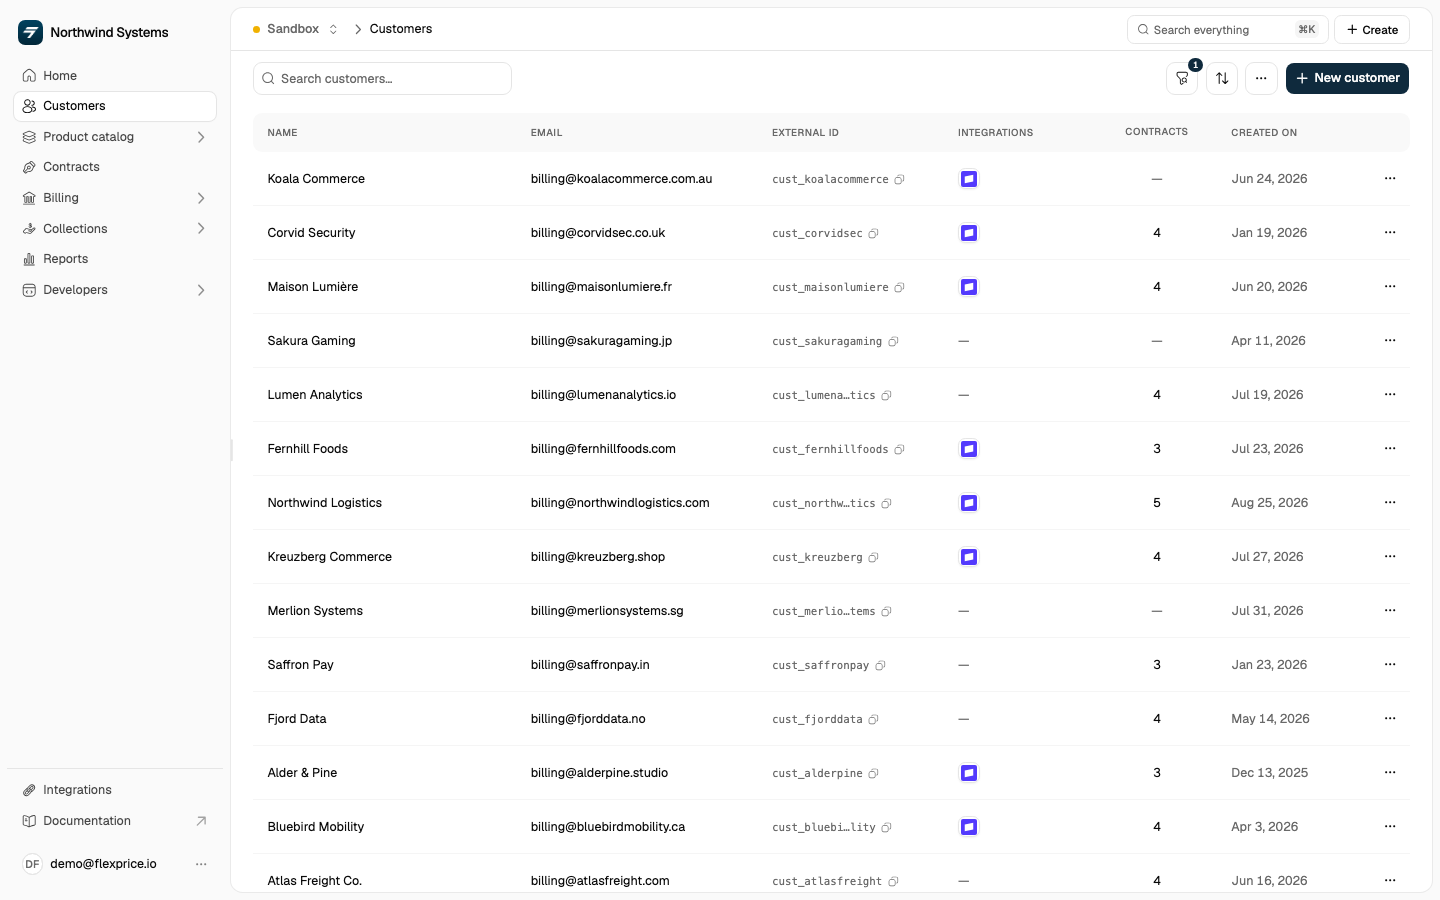 Northwind Systems
Home
Customers
Product catalog
Contracts
Billing
Collections
Reports
Developers
Integrations
Documentation
DF demo@flexprice.io ···
Sandbox Customers
Search everything ⌘K + Create
Search customers... 1 ··· + New customer
NAME EMAIL EXTERNAL ID INTEGRATIONS CONTRACTS CREATED ON
Koala Commerce billing@koalacommerce.com.au cust_koalacommerce — Jun 24, 2026 ···
Corvid Security billing@corvidsec.co.uk cust_corvidsec 4 Jan 19, 2026 ···
Maison Lumière billing@maisonlumiere.fr cust_maisonlumiere 4 Jun 20, 2026 ···
Sakura Gaming billing@sakuragaming.jp cust_sakuragaming — — Apr 11, 2026 ···
Lumen Analytics billing@lumenanalytics.io cust_lumena…tics — 4 Jul 19, 2026 ···
Fernhill Foods billing@fernhillfoods.com cust_fernhillfoods 3 Jul 23, 2026 ···
Northwind Logistics billing@northwindlogistics.com cust_northw…tics 5 Aug 25, 2026 ···
Kreuzberg Commerce billing@kreuzberg.shop cust_kreuzberg 4 Jul 27, 2026 ···
Merlion Systems billing@merlionsystems.sg cust_merlio…tems — — Jul 31, 2026 ···
Saffron Pay billing@saffronpay.in cust_saffronpay — 3 Jan 23, 2026 ···
Fjord Data billing@fjorddata.no cust_fjorddata — 4 May 14, 2026 ···
Alder & Pine billing@alderpine.studio cust_alderpine 3 Dec 13, 2025 ···
Bluebird Mobility billing@bluebirdmobility.ca cust_bluebi…lity 4 Apr 3, 2026 ···
Atlas Freight Co. billing@atlasfreight.com cust_atlasfreight — 4 Jun 16, 2026 ···